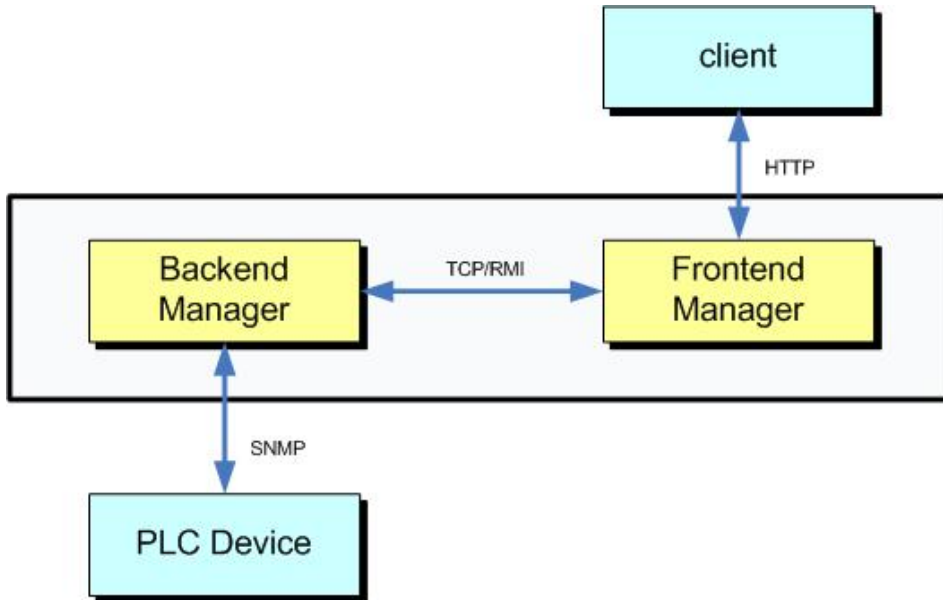 client
HTTP
Backend
Manager
TCP/RMI
Frontend
Manager
SNMP
PLC Device